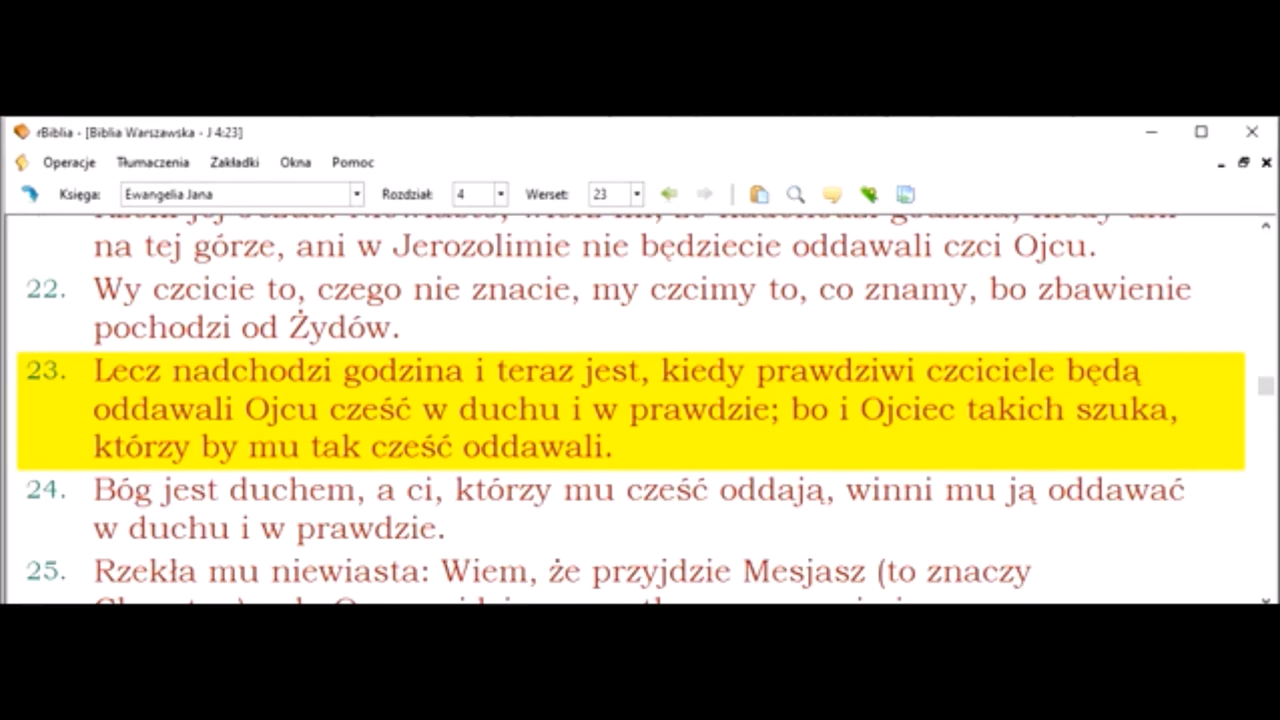 rBiblia - [Biblia Warszawska - J 4:23]
Operacje Tłumaczenia Zakładki Okna Pomoc
Księga: Ewangelia Jana Rozdział: 4 Werset: 23
na tej górze, ani w Jerozolimie nie będziecie oddawali czci Ojcu.
22. Wy czcicie to, czego nie znacie, my czcimy to, co znamy, bo zbawienie
pochodzi od Żydów.
23. Lecz nadchodzi godzina i teraz jest, kiedy prawdziwi czciciele będą
oddawali Ojcu cześć w duchu i w prawdzie; bo i Ojciec takich szuka,
którzy by mu tak cześć oddawali.
24. Bóg jest duchem, a ci, którzy mu cześć oddają, winni mu ją oddawać
w duchu i w prawdzie.
25. Rzekła mu niewiasta: Wiem, że przyjdzie Mesjasz (to znaczy